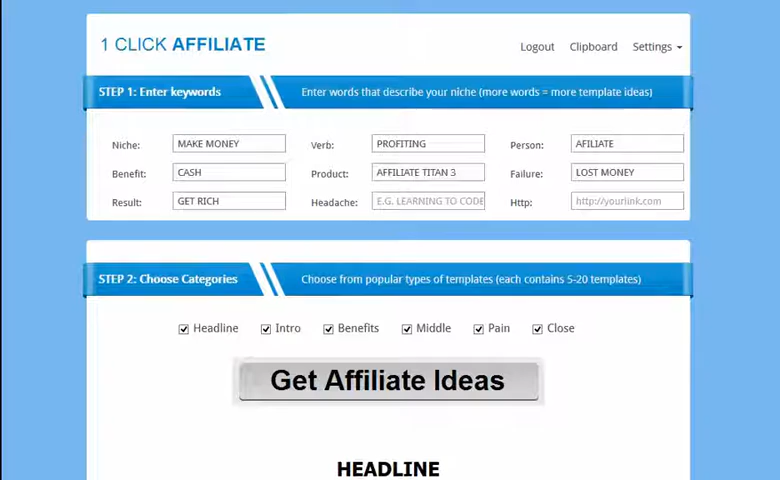 1 CLICK AFFILIATE
Logout Clipboard Settings
STEP 1: Enter keywords Enter words that describe your niche (more words = more template ideas)
Niche: MAKE MONEY Verb: PROFITING Person: AFILIATE
Benefit: CASH Product: AFFILIATE TITAN 3 Failure: LOST MONEY
Result: GET RICH Headache: E.G. LEARNING TO CODE Http: http://yourlink.com
STEP 2: Choose Categories Choose from popular types of templates (each contains 5-20 templates)
Headline Intro Benefits Middle Pain Close
Get Affiliate Ideas
HEADLINE